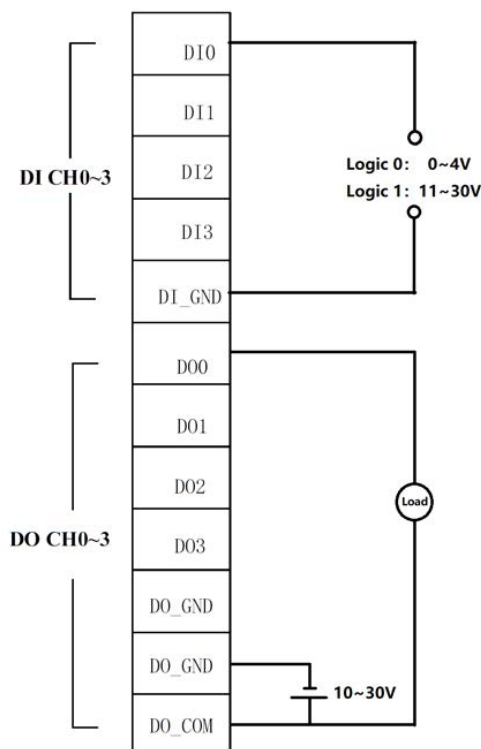 DI0
DI1
DI2
DI3
DI_GND
DI CH0~3
Logic 0: 0~4V
Logic 1: 11~30V
DO0
DO1
DO2
DO3
DO_GND
DO_GND
DO_COM
DO CH0~3
Load
10~30V